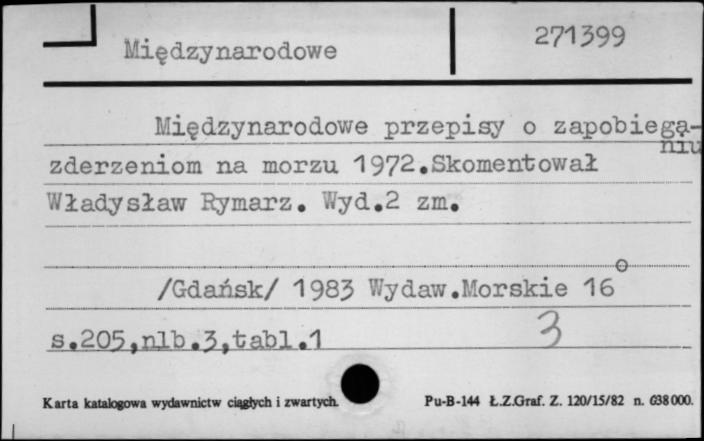 Międzynarodowe
271399
Międzynarodowe przepisy o zapobiegą-
niu
zderzeniom na morzu 1972.Skomentował
Władysław Rymarz. Wyd.2 zm.
/Gdańsk/ 1983 Wydaw.Morskie 16°
s.205,nlb.3,tabl.1
3
Karta katalogowa wydawnictw ciągłych i zwartych.
Pu-B-144 Ł.Z.Graf. Z. 120/15/82 n. 638000.